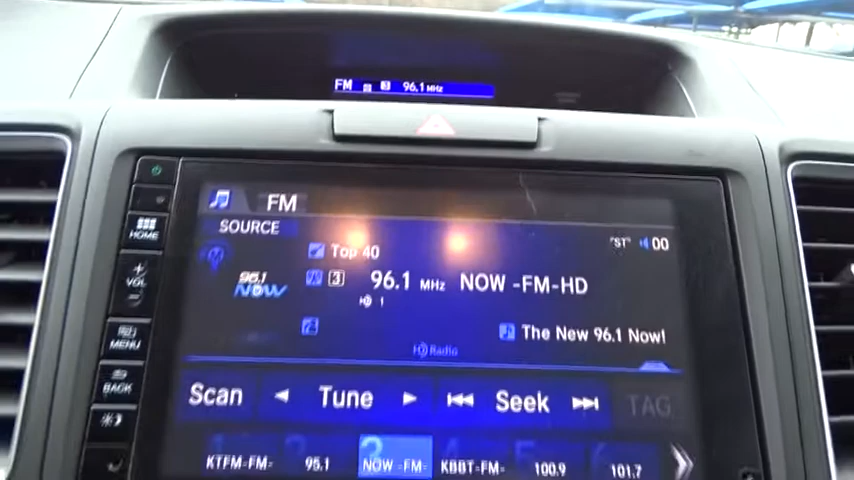 FM 3 96.1 MHz
FM
SOURCE
Top 40
"ST" 00
HOME
96.1
NOW
3 96.1 MHz NOW -FM-HD
HD 1
VOL
The New 96.1 Now!
HD Radio
MENU
Scan Tune Seek TAG
BACK
1 2 3 4 5 6
KTFM-FM 95.1 NOW -FM KBBT-FM 100.9 101.7